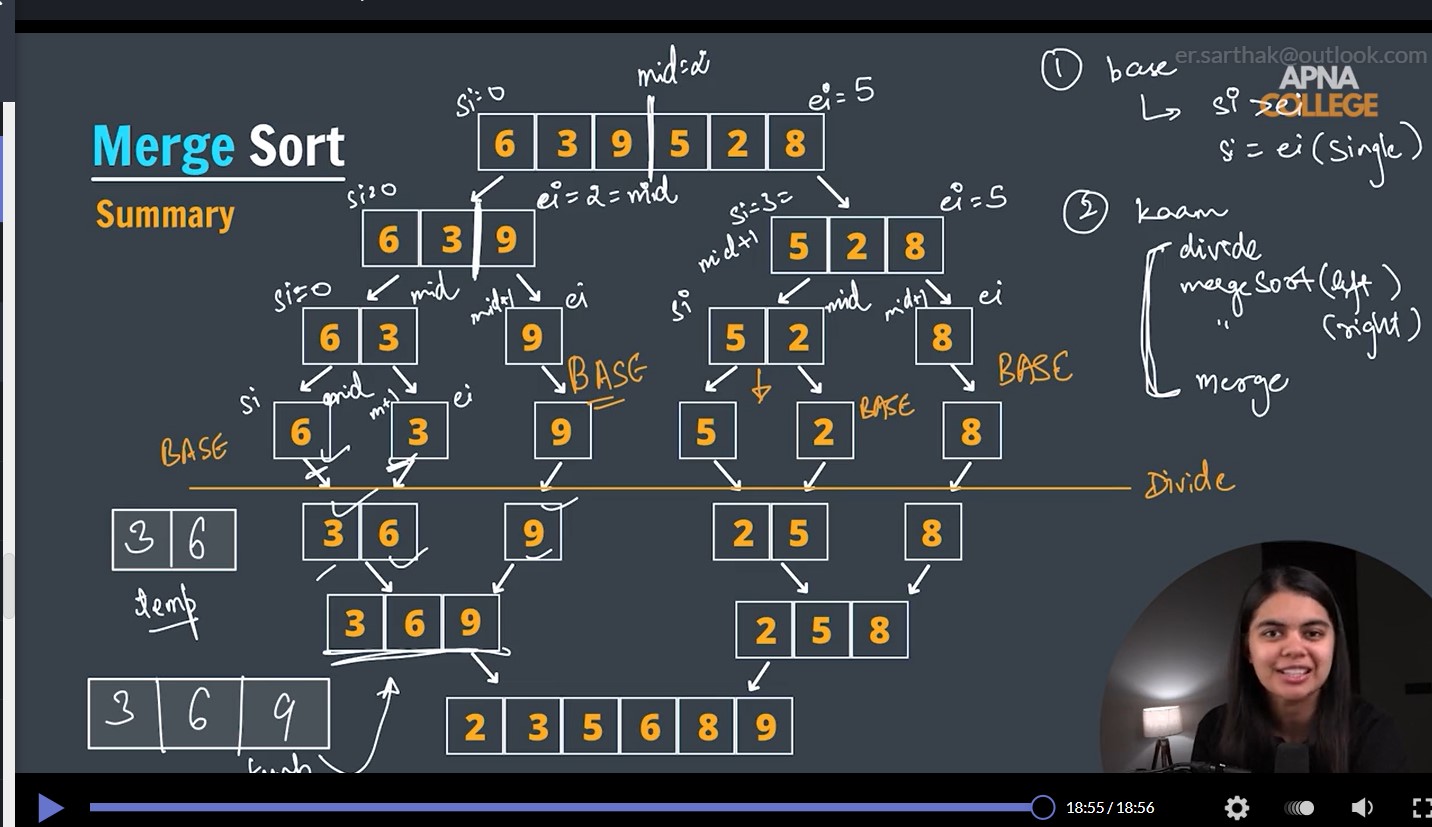 er.sarthak@outlook.com
APNA
COLLEGE
Merge Sort
Summary
mid=2
si=0
ei=5
6 3 9 5 2 8
si=0
ei=2=mid
si=3=
mid+1
ei=5
6 3 9
5 2 8
si=0
mid
mid+1
ei
si
mid
mid+1
ei
6 3
9
5 2
8
BASE
BASE
si
mid
m+1
ei
BASE
6
3
9
5
2
8
BASE
Divide
3 6
9
2 5
8
3 6
temp
3 6 9
2 5 8
3 6 9
2 3 5 6 8 9
① base
↳ si > ei
si = ei (single)
② kaam
divide
mergeSort(left)
" (right)
merge
18:55 / 18:56